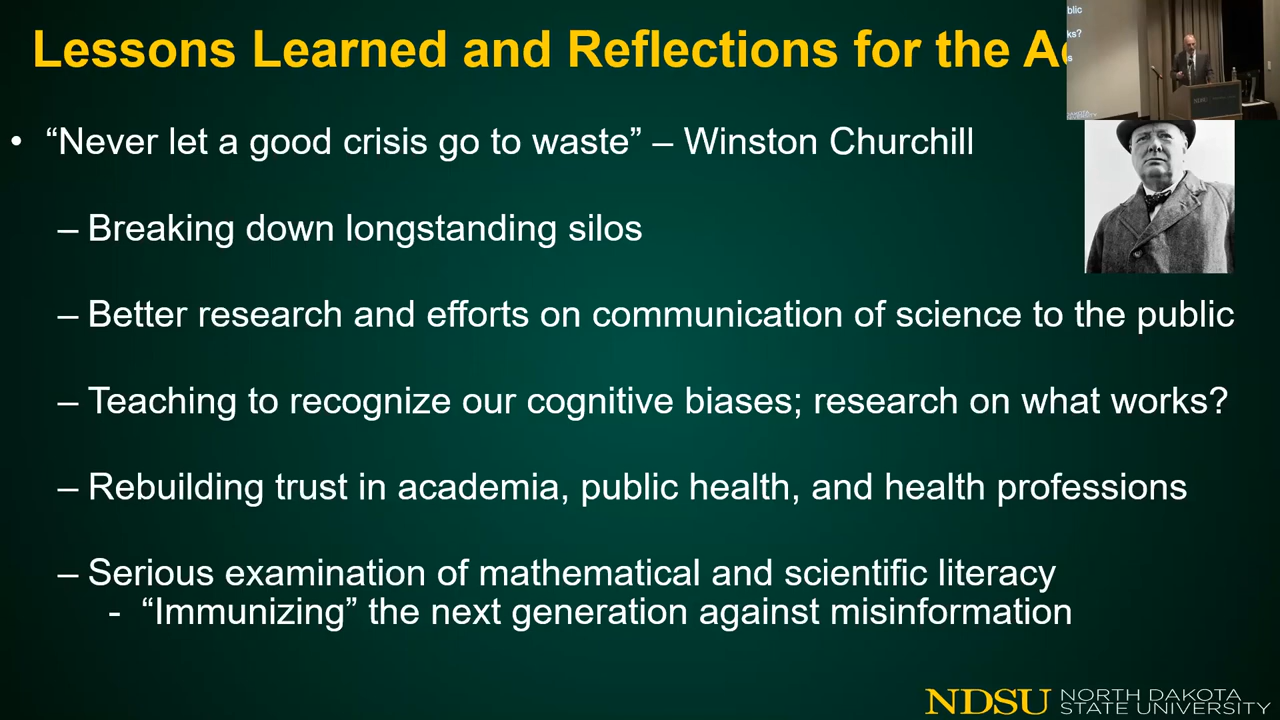 Lessons Learned and Reflections for the
• “Never let a good crisis go to waste” – Winston Churchill
– Breaking down longstanding silos
– Better research and efforts on communication of science to the public
– Teaching to recognize our cognitive biases; research on what works?
– Rebuilding trust in academia, public health, and health professions
– Serious examination of mathematical and scientific literacy
- “Immunizing” the next generation against misinformation
NDSU NORTH DAKOTA
STATE UNIVERSITY